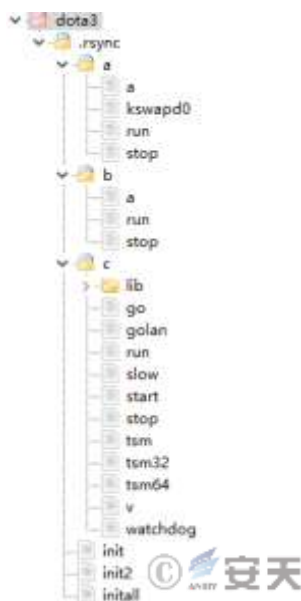 dota3
.rsync
a
a
kswapd0
run
stop
b
a
run
stop
c
lib
go
golan
run
slow
start
stop
tsm
tsm32
tsm64
v
watchdog
init
init2
initall
©安天
ANTIY